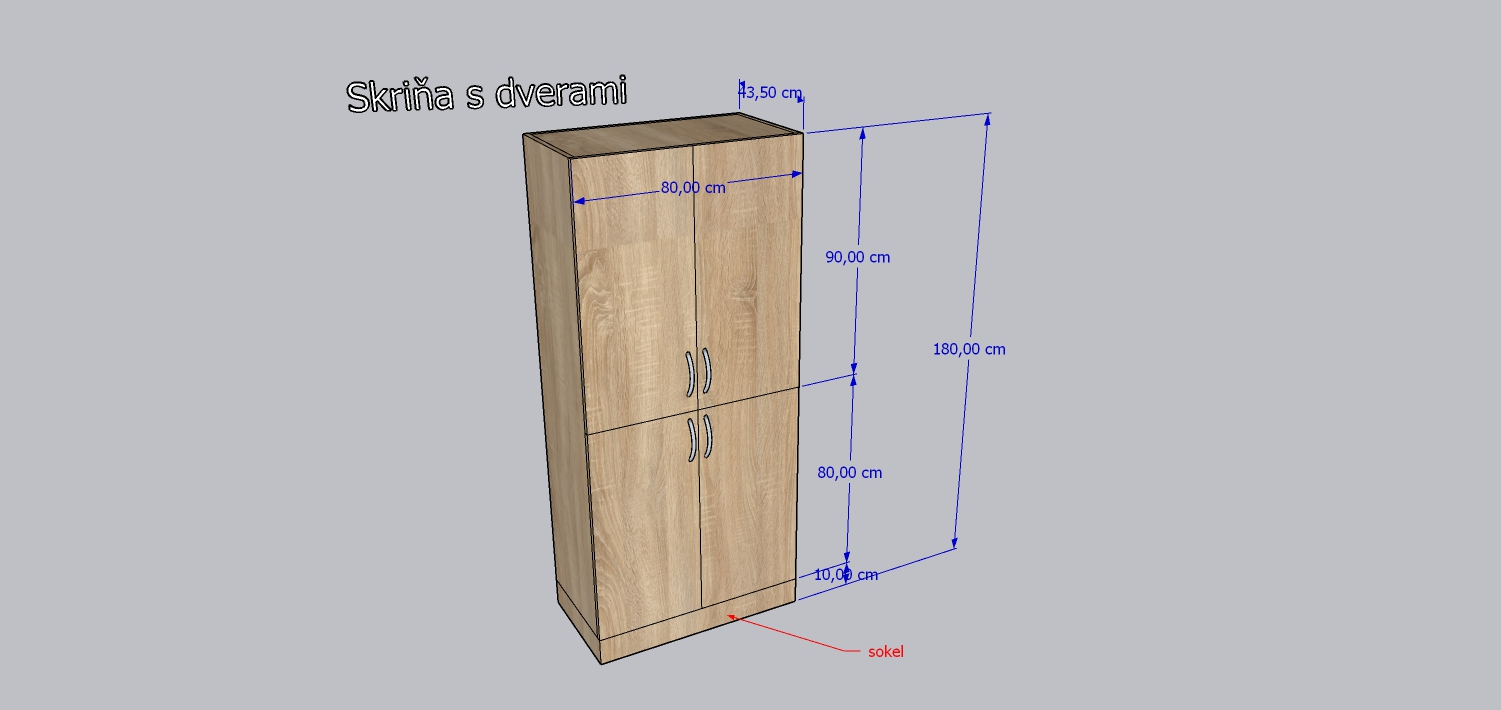 Skriňa s dverami
43,50 cm
80,00 cm
90,00 cm
180,00 cm
80,00 cm
10,00 cm
sokel